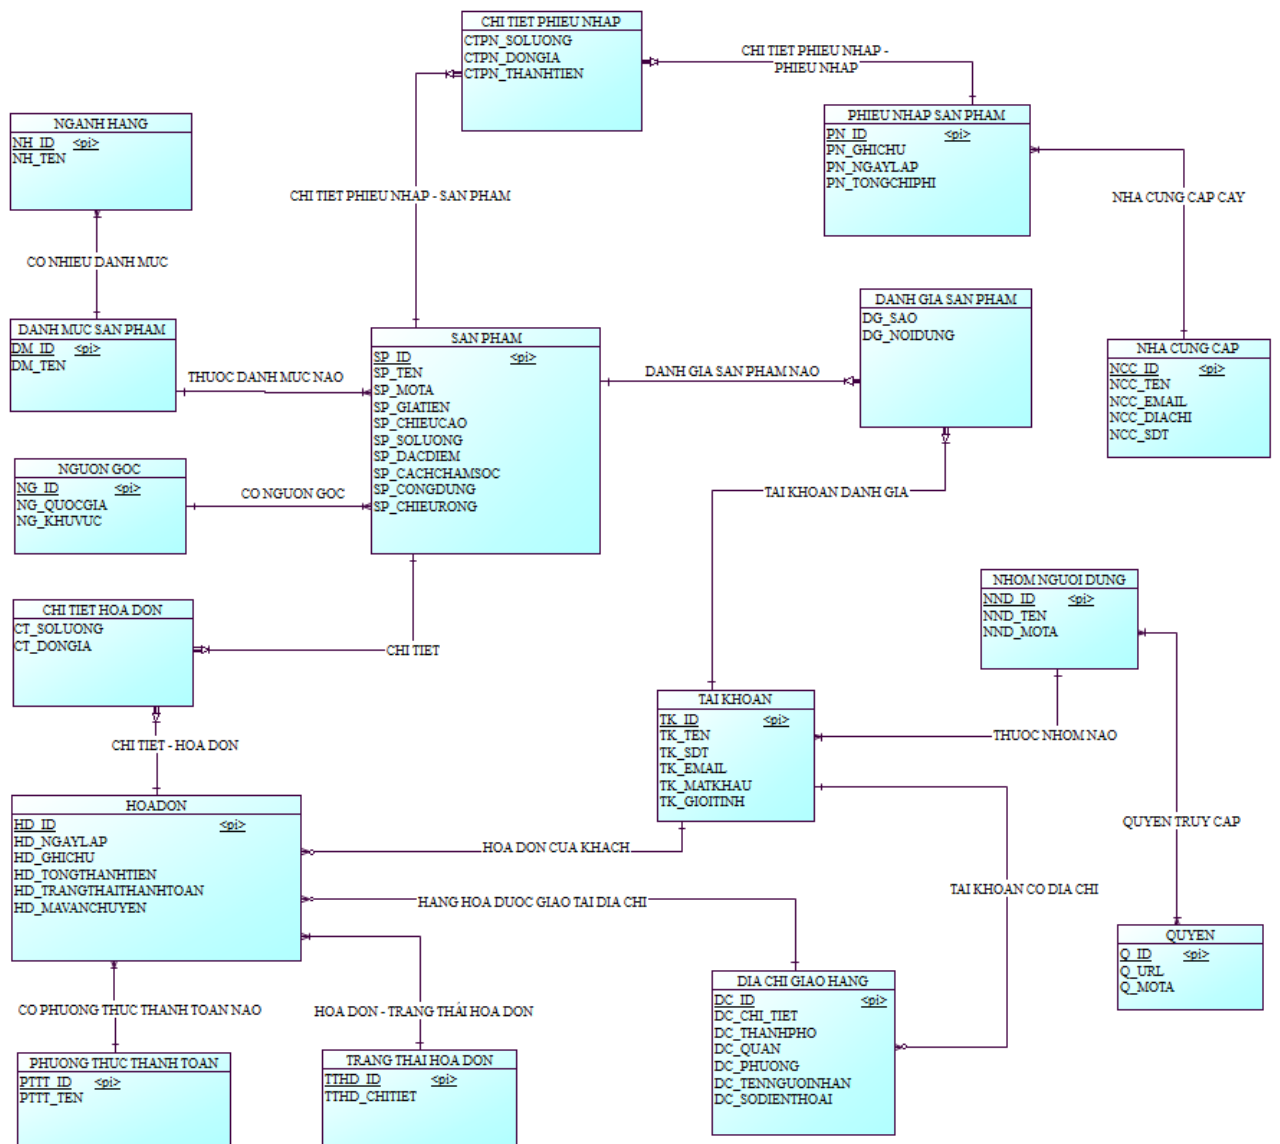 CHI TIET PHIEU NHAP
CTPN_SOLUONG
CTPN_DONGIA
CTPN_THANHTIEN
CHI TIET PHIEU NHAP -
PHIEU NHAP
PHIEU NHAP SAN PHAM
PN_ID <pi>
PN_GHICHU
PN_NGAYLAP
PN_TONGCHIPHI
NGANH HANG
NH_ID <pi>
NH_TEN
CHI TIET PHIEU NHAP - SAN PHAM
NHA CUNG CAP CAY
CO NHIEU DANH MUC
DANH GIA SAN PHAM
DG_SAO
DG_NOIDUNG
DANH MUC SAN PHAM
DM_ID <pi>
DM_TEN
SAN PHAM
SP_ID <pi>
SP_TEN
SP_MOTA
SP_GIATIEN
SP_CHIEUCAO
SP_SOLUONG
SP_DACDIEM
SP_CACHCHAMSOC
SP_CONGDUNG
SP_CHIEURONG
NHA CUNG CAP
NCC_ID <pi>
NCC_TEN
NCC_EMAIL
NCC_DIACHI
NCC_SDT
THUOC DANH MUC NAO
DANH GIA SAN PHAM NAO
NGUON GOC
NG_ID <pi>
NG_QUOCGIA
NG_KHUVUC
CO NGUON GOC
TAI KHOAN DANH GIA
NHOM NGUOI DUNG
NND_ID <pi>
NND_TEN
NND_MOTA
CHI TIET HOA DON
CT_SOLUONG
CT_DONGIA
CHI TIET
TAI KHOAN
TK_ID <pi>
TK_TEN
TK_SDT
TK_EMAIL
TK_MATKHAU
TK_GIOITINH
THUOC NHOM NAO
CHI TIET - HOA DON
HOADON
HD_ID <pi>
HD_NGAYLAP
HD_GHICHU
HD_TONGTHANHTIEN
HD_TRANGTHAITHANHTOAN
HD_MAVANCHUYEN
QUYEN TRUY CAP
HOA DON CUA KHACH
TAI KHOAN CO DIA CHI
HANG HOA DUOC GIAO TAI DIA CHI
QUYEN
Q_ID <pi>
Q_URL
Q_MOTA
DIA CHI GIAO HANG
DC_ID <pi>
DC_CHI_TIET
DC_THANHPHO
DC_QUAN
DC_PHUONG
DC_TENNGUOINHAN
DC_SODIENTHOAI
CO PHUONG THUC THANH TOAN NAO
HOA DON - TRANG THÁI HOA DON
PHUONG THUC THANH TOAN
PTTT_ID <pi>
PTTT_TEN
TRANG THAI HOA DON
TTHD_ID <pi>
TTHD_CHITIET